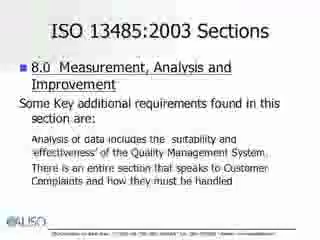 ISO 13485:2003 Sections
8.0 Measurement, Analysis and
Improvement
Some Key additional requirements found in this
section are:
Analysis of data includes the suitability and
'effectiveness' of the Quality Management System.
There is an entire section that speaks to Customer
Complaints and how they must be handled
ALISO